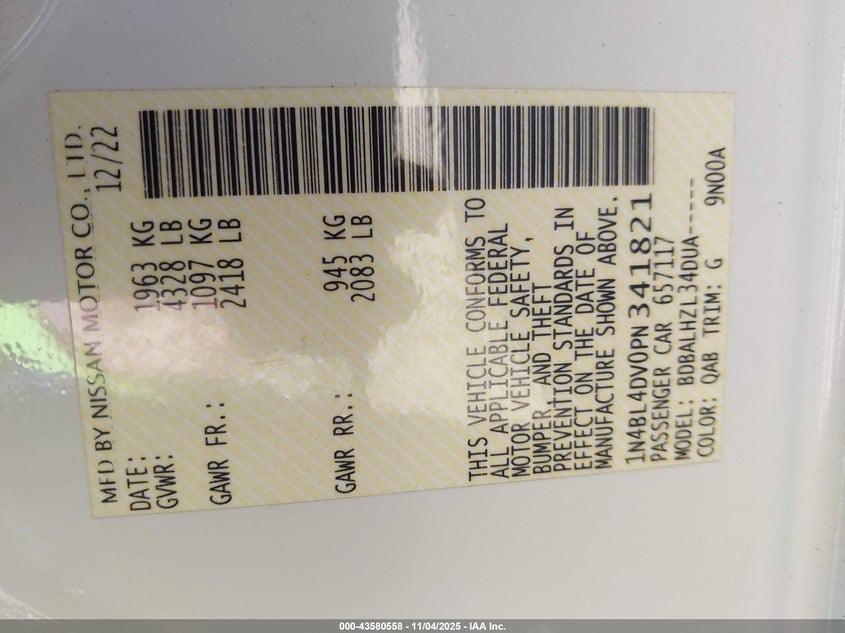 MFD BY NISSAN MOTOR CO., LTD.
DATE: 12/22
GVWR: 1963 KG
4328 LB
GAWR FR.: 1097 KG
2418 LB
GAWR RR.: 945 KG
2083 LB
THIS VEHICLE CONFORMS TO
ALL APPLICABLE FEDERAL
MOTOR VEHICLE SAFETY,
BUMPER, AND THEFT
PREVENTION STANDARDS IN
EFFECT ON THE DATE OF
MANUFACTURE SHOWN ABOVE.
1N4BL4DV0PN341821
PASSENGER CAR 657117
MODEL: BDBALHZL34DUA-----
COLOR: QAB TRIM: G 9N00A
000-43580558 - 11/04/2025 - IAA Inc.